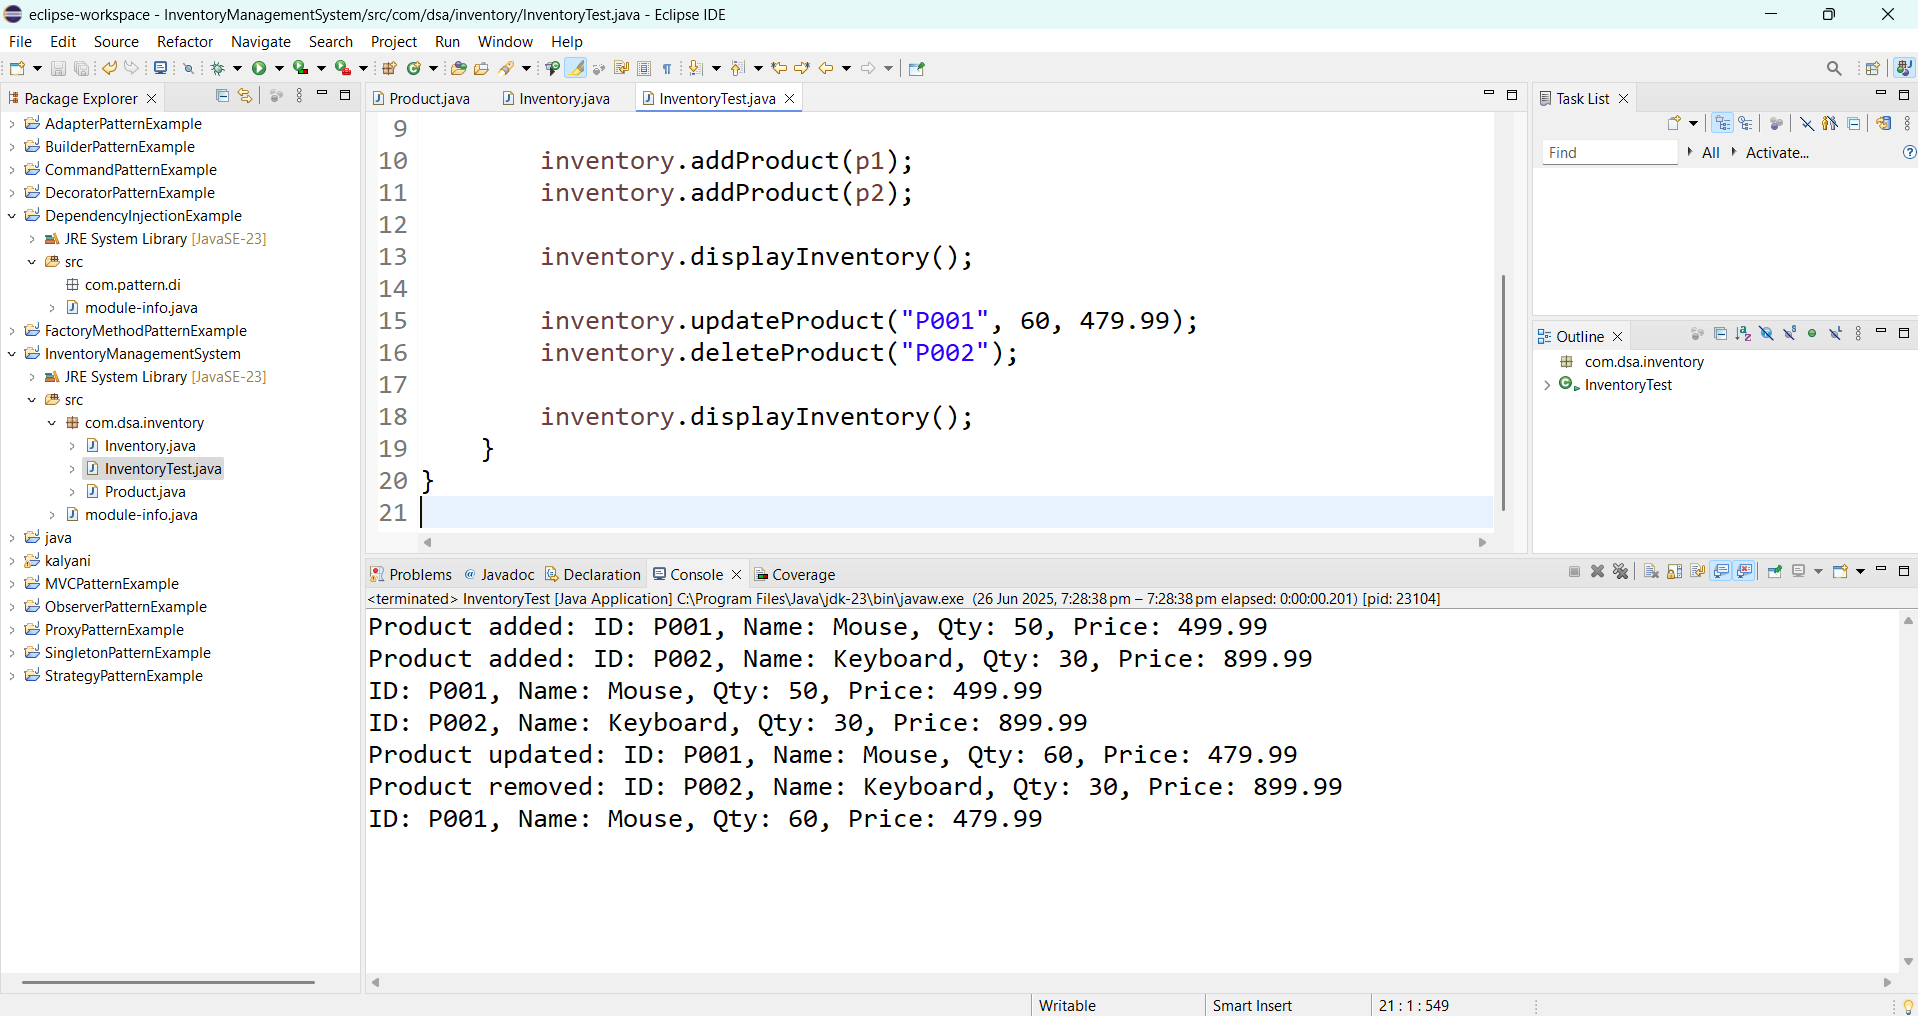 eclipse-workspace - InventoryManagementSystem/src/com/dsa/inventory/InventoryTest.java - Eclipse IDE
File Edit Source Refactor Navigate Search Project Run Window Help
Package Explorer
AdapterPatternExample
BuilderPatternExample
CommandPatternExample
DecoratorPatternExample
DependencyInjectionExample
JRE System Library [JavaSE-23]
src
com.pattern.di
module-info.java
FactoryMethodPatternExample
InventoryManagementSystem
JRE System Library [JavaSE-23]
src
com.dsa.inventory
Inventory.java
InventoryTest.java
Product.java
module-info.java
java
kalyani
MVCPatternExample
ObserverPatternExample
ProxyPatternExample
SingletonPatternExample
StrategyPatternExample
Product.java Inventory.java InventoryTest.java
9
10 inventory.addProduct(p1);
11 inventory.addProduct(p2);
12
13 inventory.displayInventory();
14
15 inventory.updateProduct("P001", 60, 479.99);
16 inventory.deleteProduct("P002");
17
18 inventory.displayInventory();
19 }
20 }
21
Task List
Find All Activate...
Outline
com.dsa.inventory
InventoryTest
Problems Javadoc Declaration Console Coverage
<terminated> InventoryTest [Java Application] C:\Program Files\Java\jdk-23\bin\javaw.exe (26 Jun 2025, 7:28:38 pm – 7:28:38 pm elapsed: 0:00:00.201) [pid: 23104]
Product added: ID: P001, Name: Mouse, Qty: 50, Price: 499.99
Product added: ID: P002, Name: Keyboard, Qty: 30, Price: 899.99
ID: P001, Name: Mouse, Qty: 50, Price: 499.99
ID: P002, Name: Keyboard, Qty: 30, Price: 899.99
Product updated: ID: P001, Name: Mouse, Qty: 60, Price: 479.99
Product removed: ID: P002, Name: Keyboard, Qty: 30, Price: 899.99
ID: P001, Name: Mouse, Qty: 60, Price: 479.99
Writable Smart Insert 21 : 1 : 549